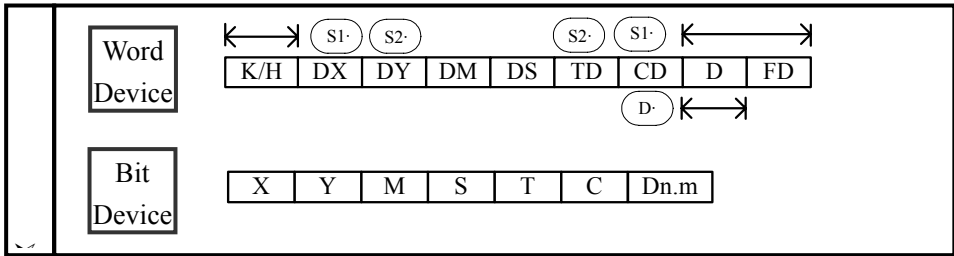 Word
Device
S1· S2· S2· S1·
K/H DX DY DM DS TD CD D FD
D·
Bit
Device
X Y M S T C Dn.m